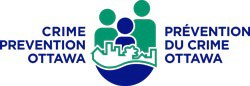 CRIME
PREVENTION
OTTAWA
PRÉVENTION
DU CRIME
OTTAWA